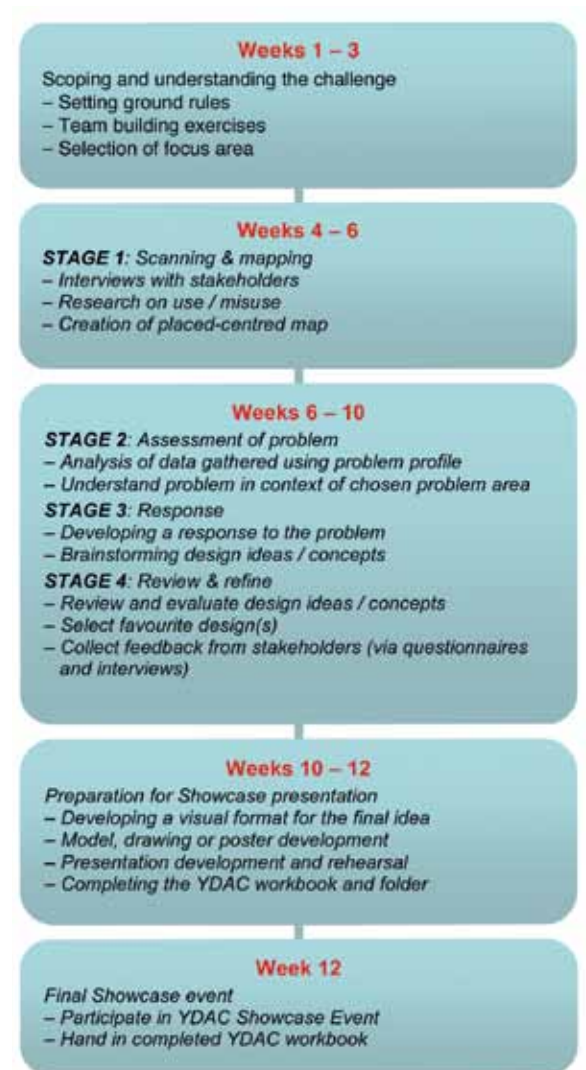 Weeks 1 – 3
Scoping and understanding the challenge
– Setting ground rules
– Team building exercises
– Selection of focus area
Weeks 4 – 6
STAGE 1: Scanning & mapping
– Interviews with stakeholders
– Research on use / misuse
– Creation of placed-centred map
Weeks 6 – 10
STAGE 2: Assessment of problem
– Analysis of data gathered using problem profile
– Understand problem in context of chosen problem area
STAGE 3: Response
– Developing a response to the problem
– Brainstorming design ideas / concepts
STAGE 4: Review & refine
– Review and evaluate design ideas / concepts
– Select favourite design(s)
– Collect feedback from stakeholders (via questionnaires
and interviews)
Weeks 10 – 12
Preparation for Showcase presentation
– Developing a visual format for the final idea
– Model, drawing or poster development
– Presentation development and rehearsal
– Completing the YDAC workbook and folder
Week 12
Final Showcase event
– Participate in YDAC Showcase Event
– Hand in completed YDAC workbook